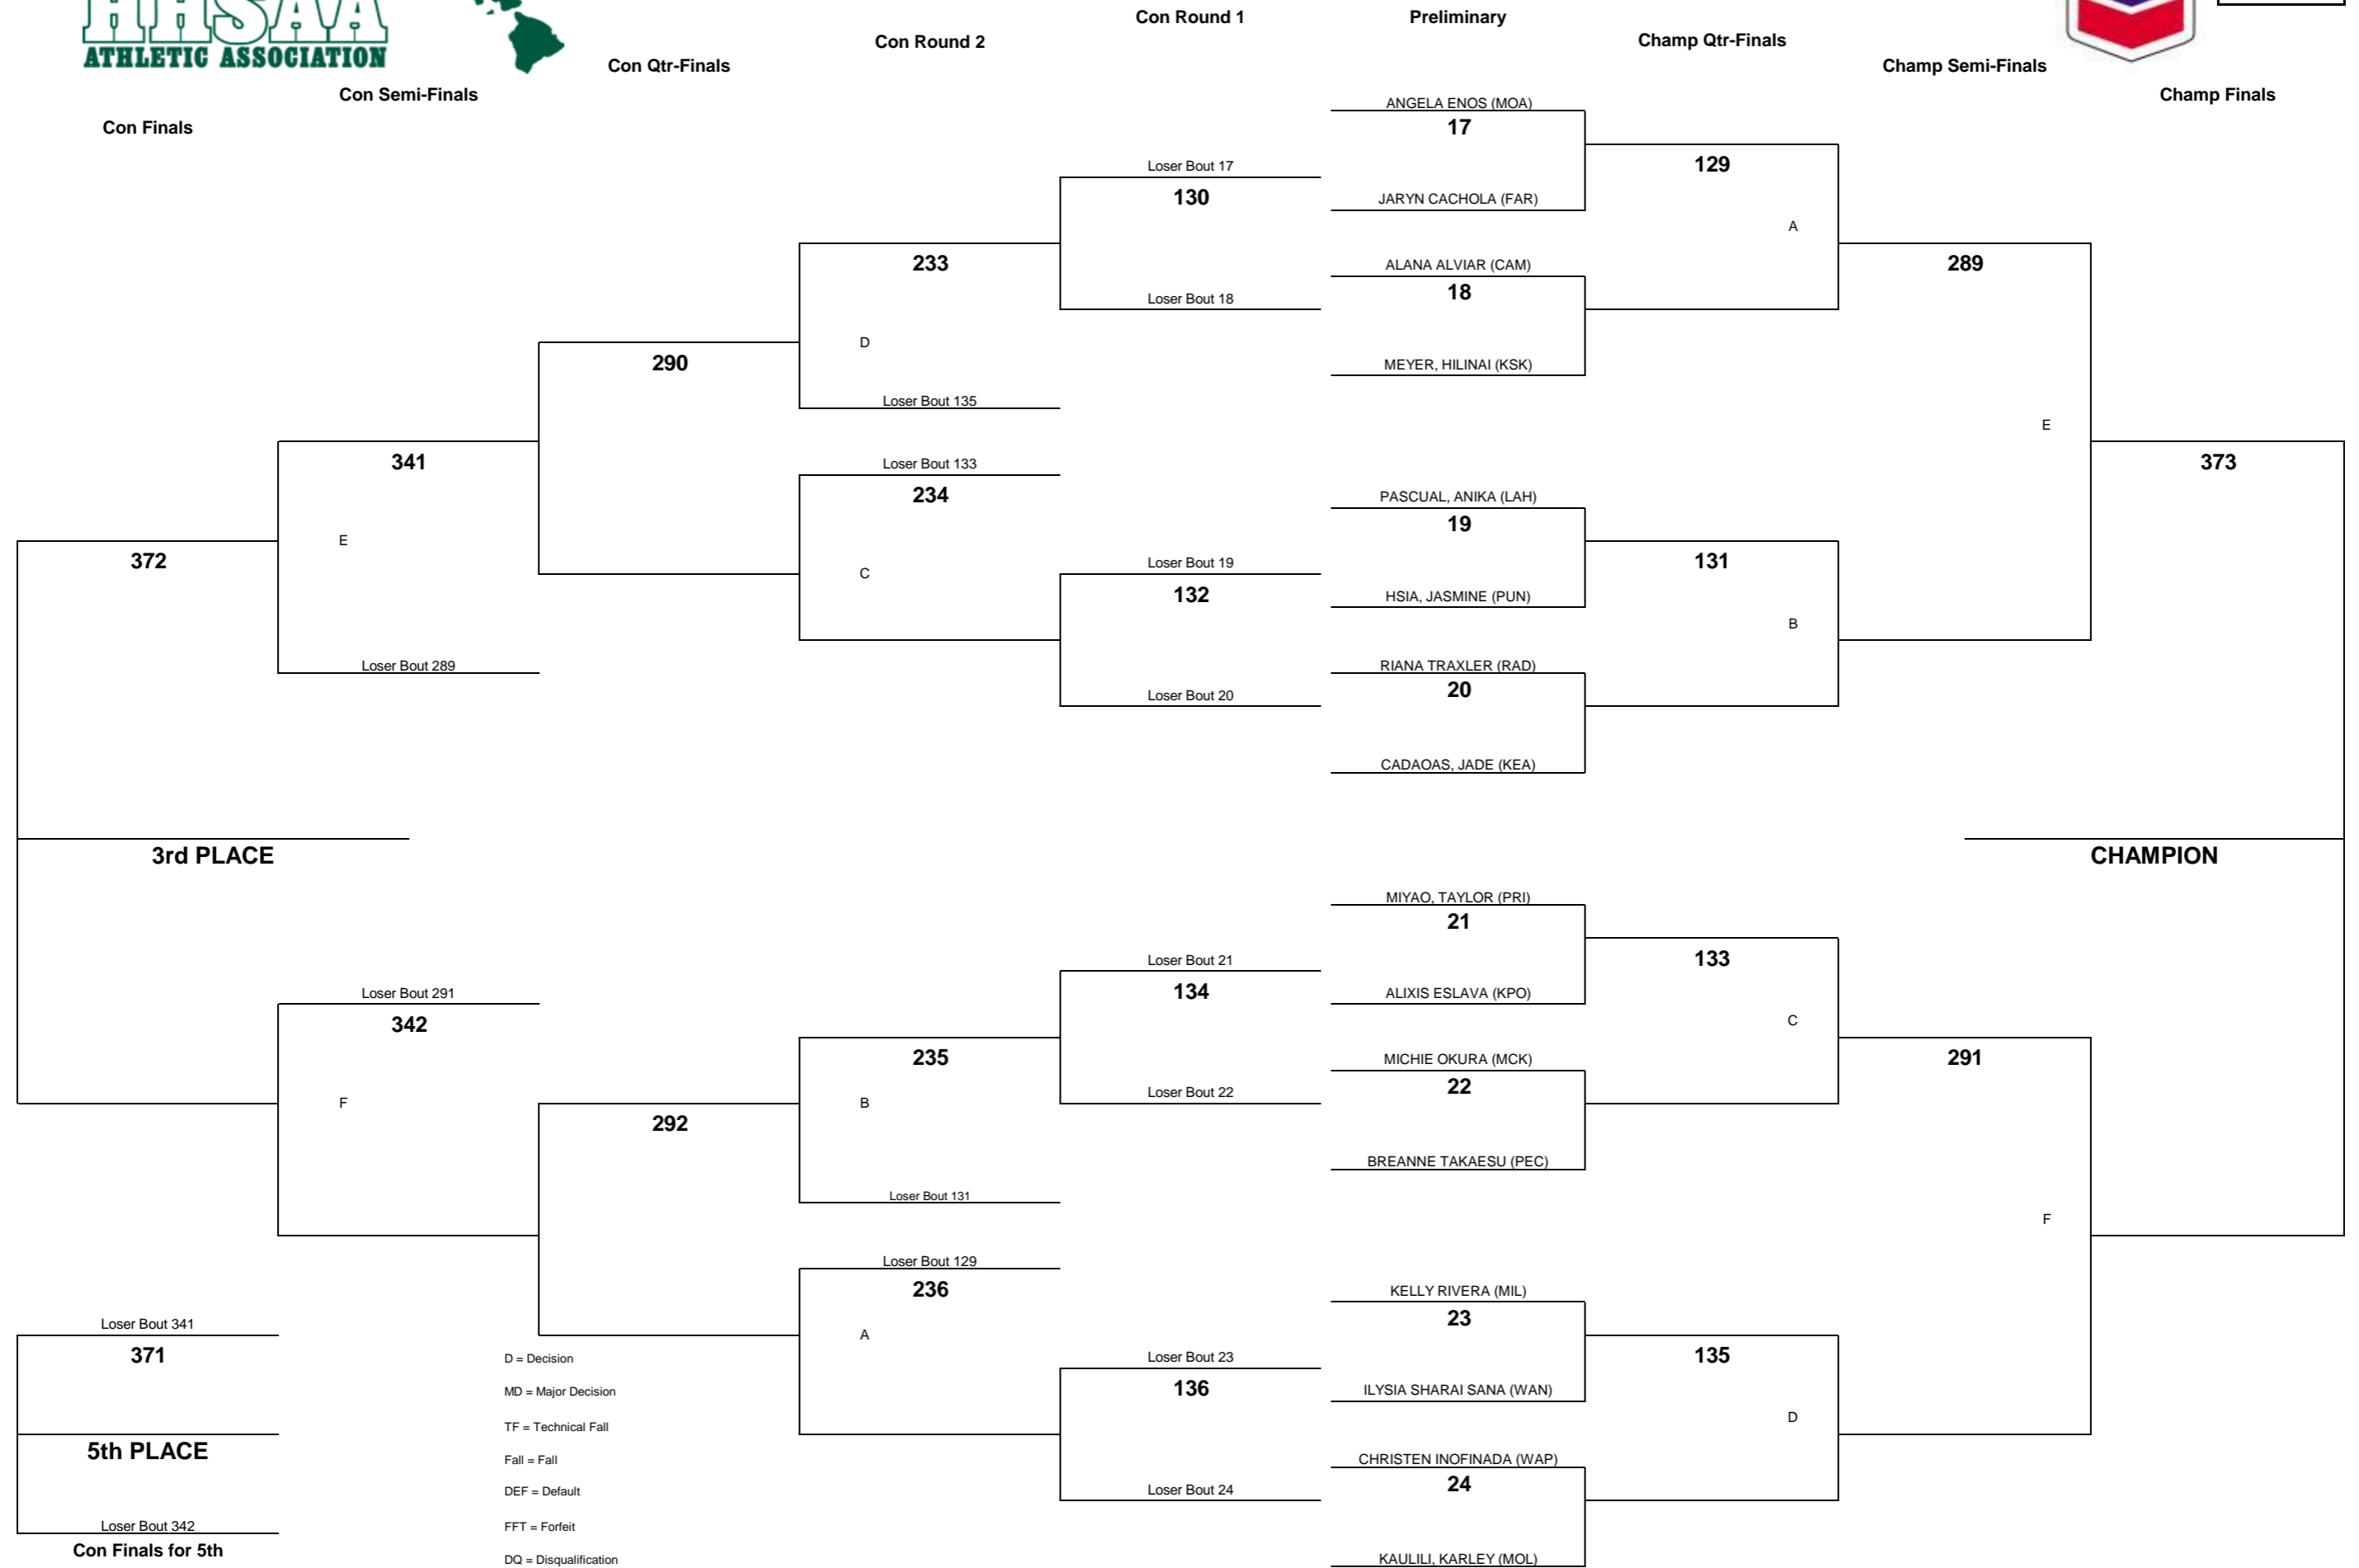 HHSAA
ATHLETIC ASSOCIATION
Con Round 1
Preliminary
Con Round 2
Champ Qtr-Finals
Con Qtr-Finals
Champ Semi-Finals
Con Semi-Finals
Champ Finals
Con Finals
ANGELA ENOS (MOA)
17
129
Loser Bout 17
130
JARYN CACHOLA (FAR)
A
233
289
ALANA ALVIAR (CAM)
18
Loser Bout 18
D
290
MEYER, HILINAI (KSK)
Loser Bout 135
E
341
373
Loser Bout 133
234
PASCUAL, ANIKA (LAH)
19
E
372
131
Loser Bout 19
C
132
HSIA, JASMINE (PUN)
B
Loser Bout 289
RIANA TRAXLER (RAD)
20
Loser Bout 20
CADAOAS, JADE (KEA)
3rd PLACE
CHAMPION
MIYAO, TAYLOR (PRI)
21
133
Loser Bout 21
134
Loser Bout 291
342
ALIXIS ESLAVA (KPO)
C
235
291
MICHIE OKURA (MCK)
22
Loser Bout 22
F
B
292
BREANNE TAKAESU (PEC)
Loser Bout 131
F
Loser Bout 129
236
KELLY RIVERA (MIL)
23
Loser Bout 341
371
A
135
D = Decision
Loser Bout 23
136
MD = Major Decision
ILYSIA SHARAI SANA (WAN)
D
TF = Technical Fall
5th PLACE
Fall = Fall
CHRISTEN INOFINADA (WAP)
24
DEF = Default
Loser Bout 24
Loser Bout 342
FFT = Forfeit
Con Finals for 5th
DQ = Disqualification
KAULILI, KARLEY (MOL)